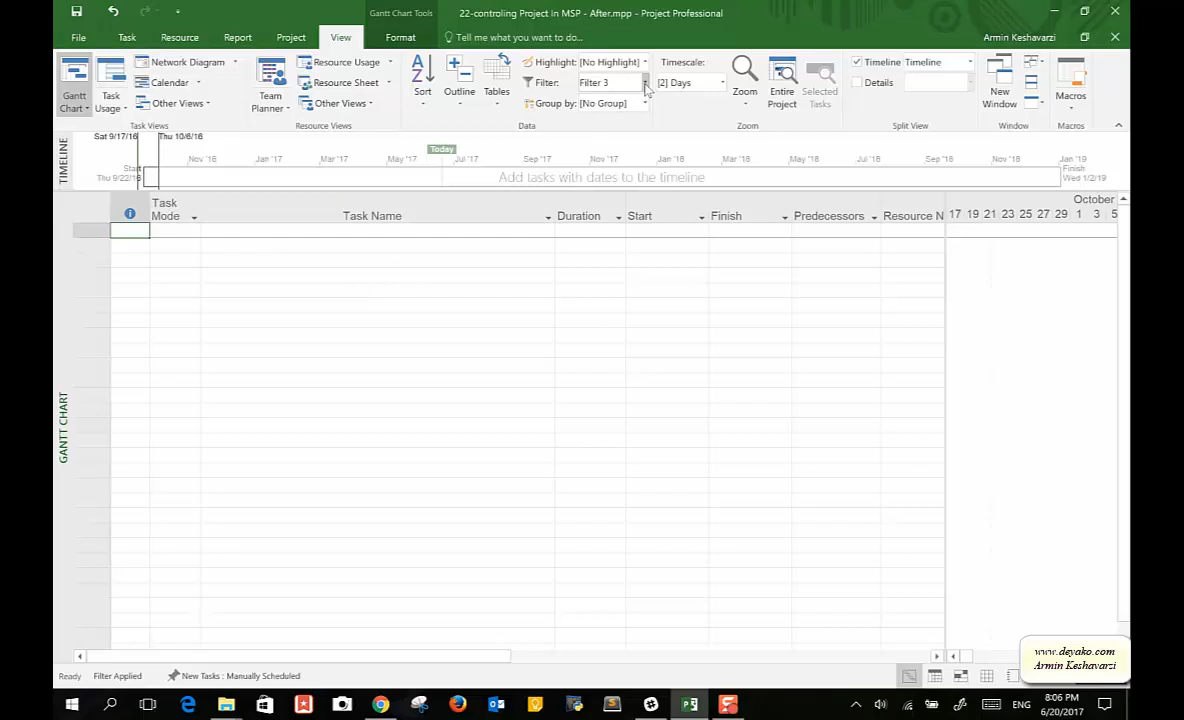 Gantt Chart Tools
22-controling Project in MSP - After.mpp - Project Professional
File Task Resource Report Project View Format Tell me what you want to do... Armin Keshavarzi
Gantt Chart
Task Usage
Network Diagram
Calendar
Other Views
Task Views
Team Planner
Resource Usage
Resource Sheet
Other Views
Resource Views
Sort
Outline
Tables
Highlight: [No Highlight]
Filter: Filter 3
Group by: [No Group]
Data
Timescale:
[2] Days
Zoom
Entire Project
Selected Tasks
Zoom
Timeline Timeline
Details
Split View
New Window
Window
Macros
Macros
TIMELINE
Sat 9/17/16 Thu 10/6/16
Today
Nov '16 Jan '17 Mar '17 May '17 Jul '17 Sep '17 Nov '17 Jan '18 Mar '18 May '18 Jul '18 Sep '18 Nov '18 Jan '19
Start
Thu 9/22/16
Add tasks with dates to the timeline
Finish
Wed 1/2/19
Task Mode Task Name Duration Start Finish Predecessors Resource N
October
17 19 21 23 25 27 29 1 3 5
GANTT CHART
www.deyako.com
Armin Keshavarzi
Ready Filter Applied New Tasks : Manually Scheduled
ENG
8:06 PM
6/20/2017